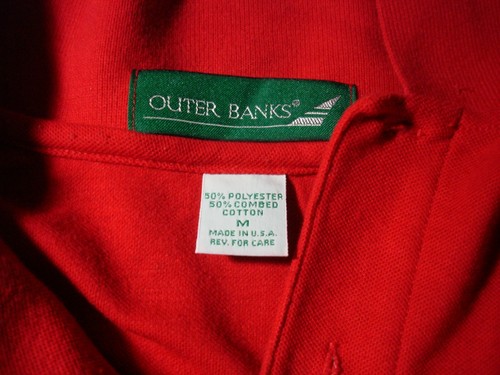 OUTER BANKS®
50% POLYESTER
50% COMBED
COTTON
M
MADE IN U.S.A.
REV. FOR CARE